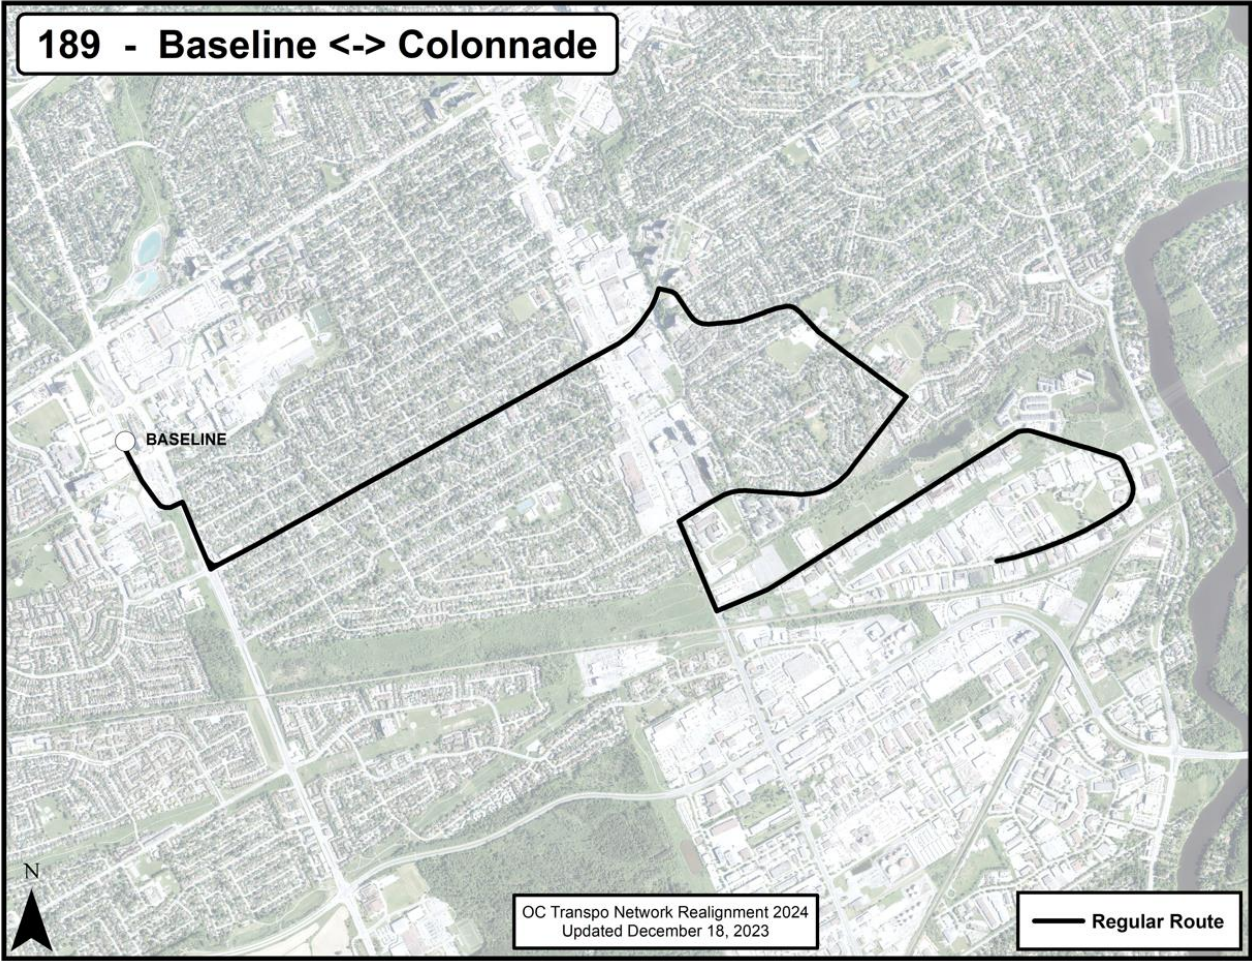 189 - Baseline <-> Colonnade
BASELINE
N
OC Transpo Network Realignment 2024
Updated December 18, 2023
Regular Route